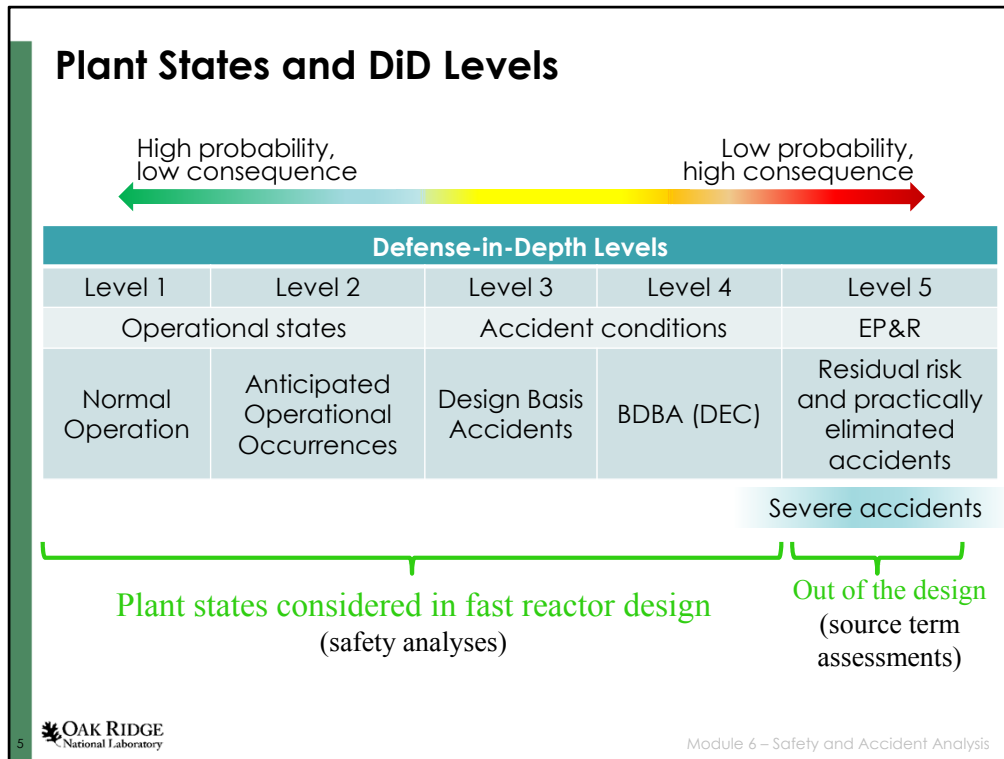 Plant States and DiD Levels
High probability,
low consequence
Low probability,
high consequence
Defense-in-Depth Levels
Level 1
Level 2
Level 3
Level 4
Level 5
Operational states
Accident conditions
EP&R
Normal
Operation
Anticipated
Operational
Occurrences
Design Basis
Accidents
BDBA (DEC)
Residual risk
and practically
eliminated
accidents
Severe accidents
Plant states considered in fast reactor design
(safety analyses)
Out of the design
(source term
assessments)
5
OAK RIDGE
National Laboratory
Module 6 – Safety and Accident Analysis